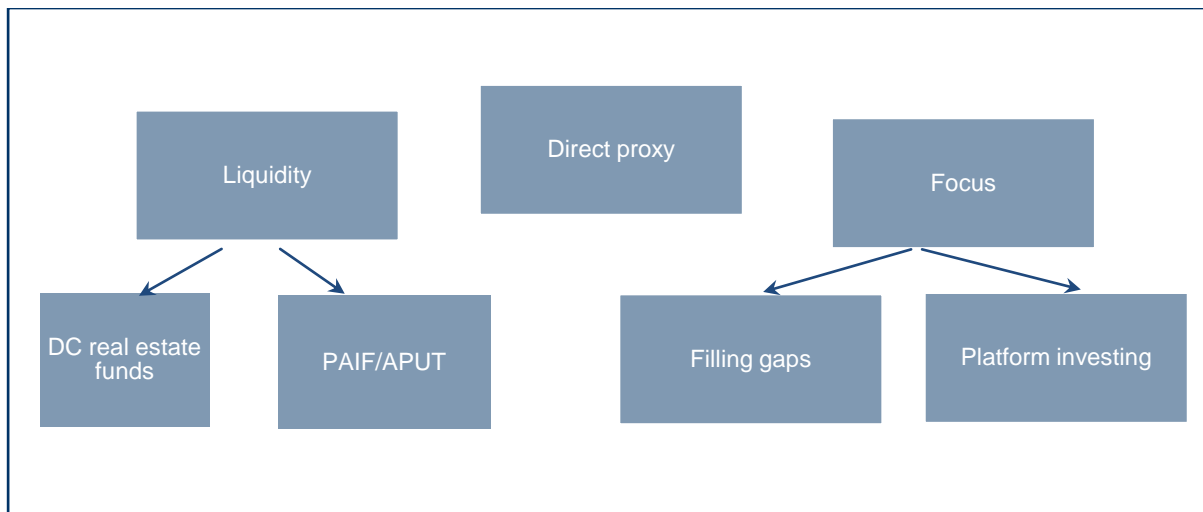 Liquidity
Direct proxy
Focus
DC real estate
funds
PAIF/APUT
Filling gaps
Platform investing